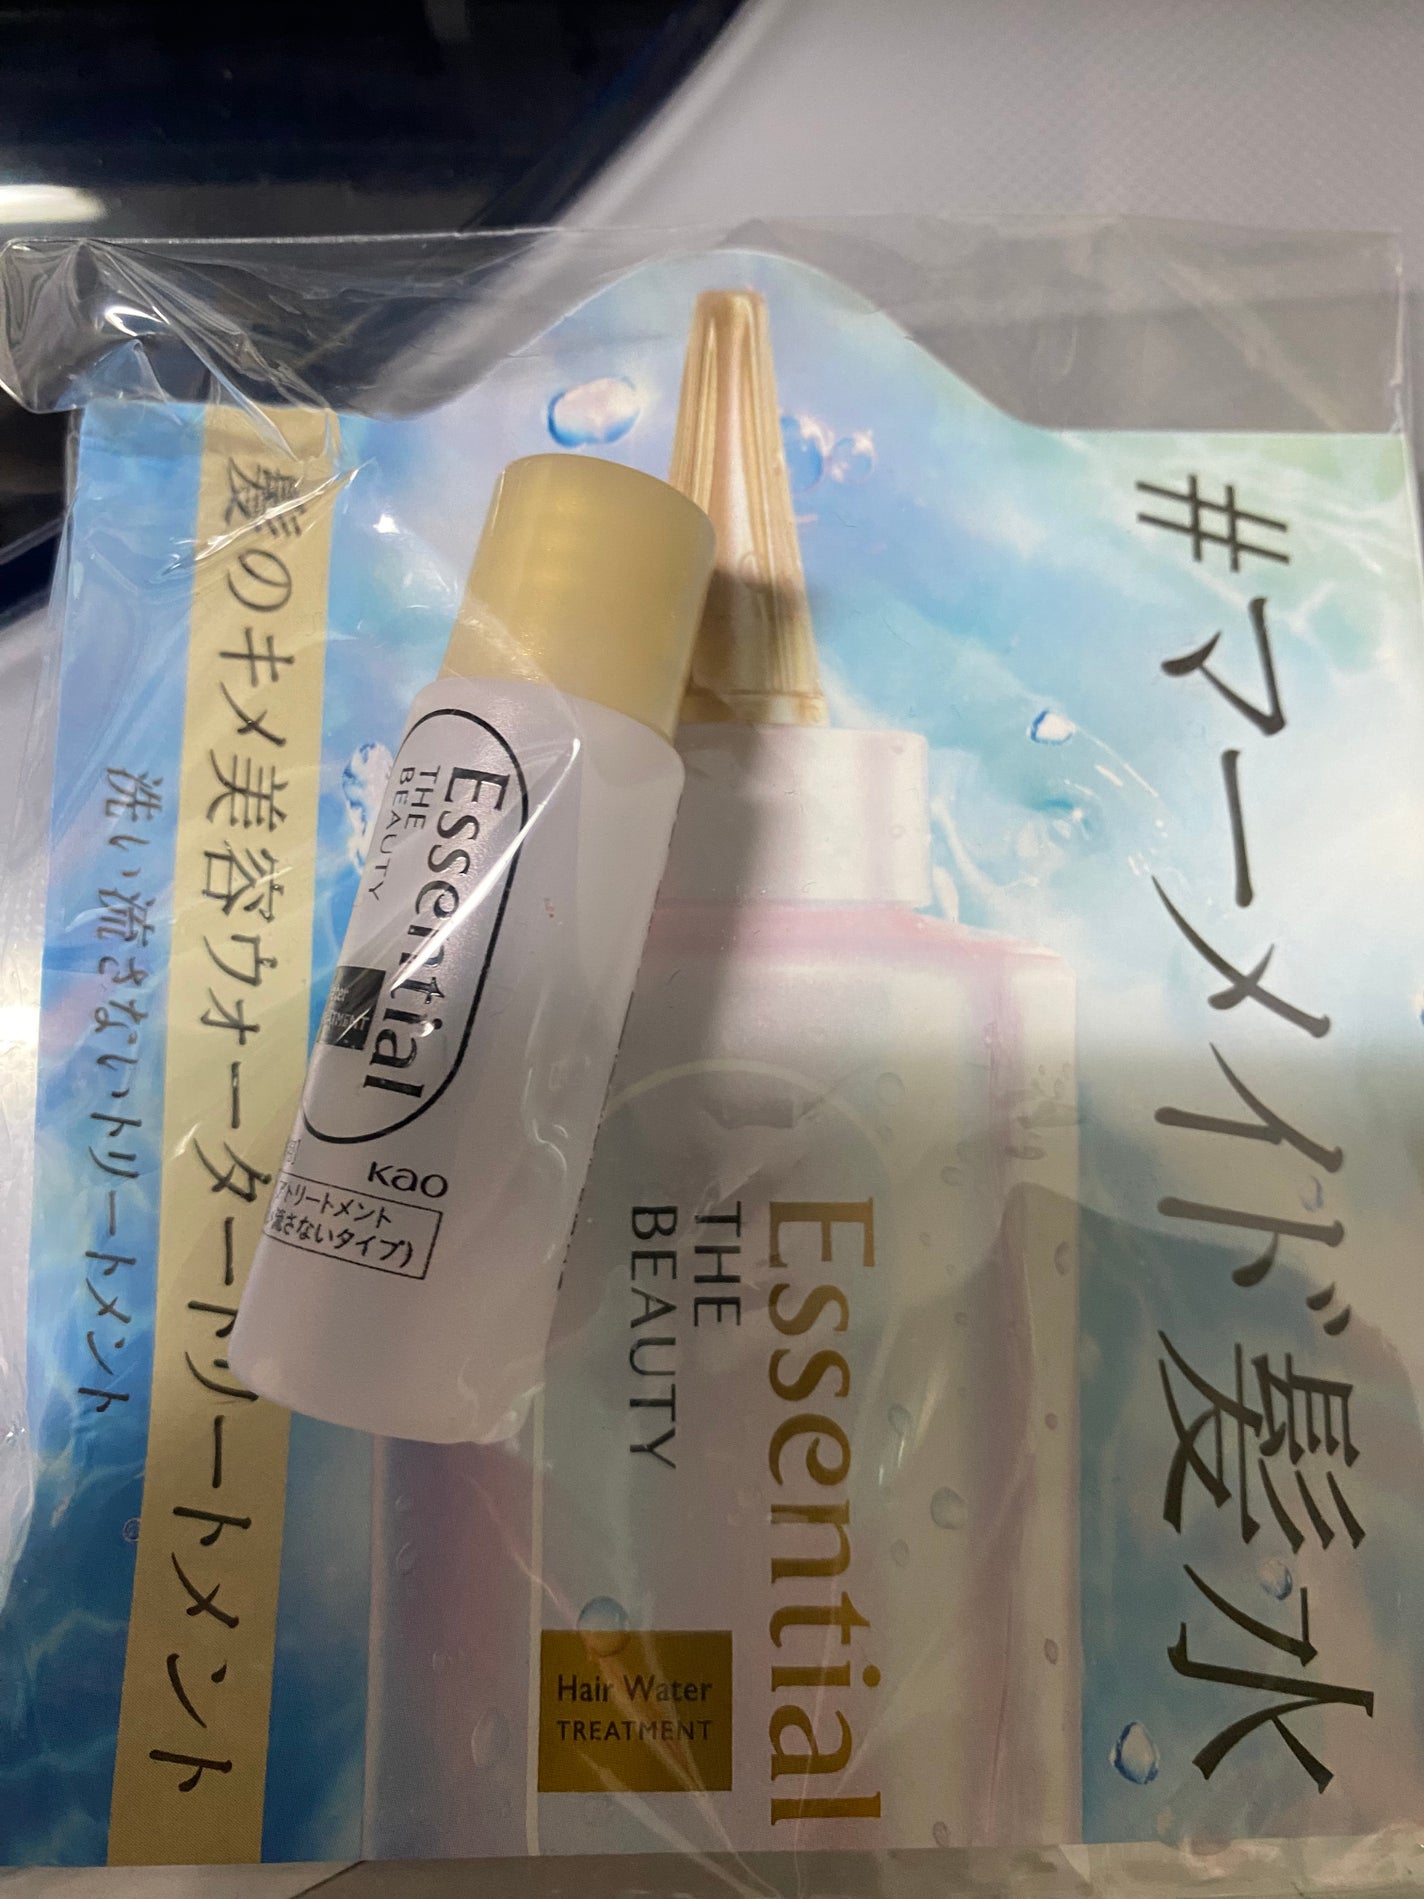 #マーメイド髪水
髪のキメ美容ウォータートリートメント
洗い流さないトリートメント
Essential
THE
BEAUTY
Hair Water
TREATMENT
Essential
THE
BEAUTY
Kao
トリートメント
流さないタイプ)